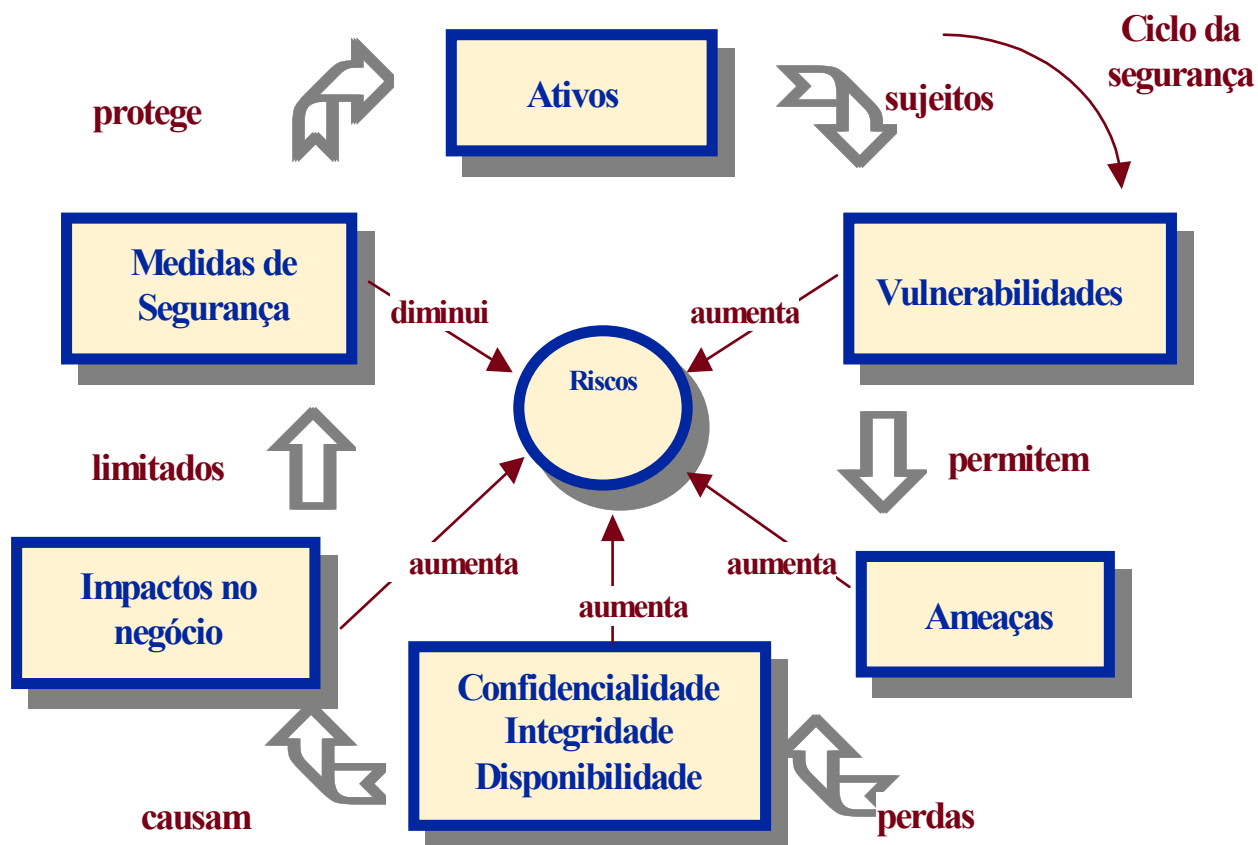 Ciclo da
segurança
protege
Ativos
sujeitos
Medidas de
Segurança
diminui
aumenta
Vulnerabilidades
Riscos
limitados
permitem
Impactos no
negócio
aumenta
aumenta
aumenta
Ameaças
Confidencialidade
Integridade
Disponibilidade
causam
perdas